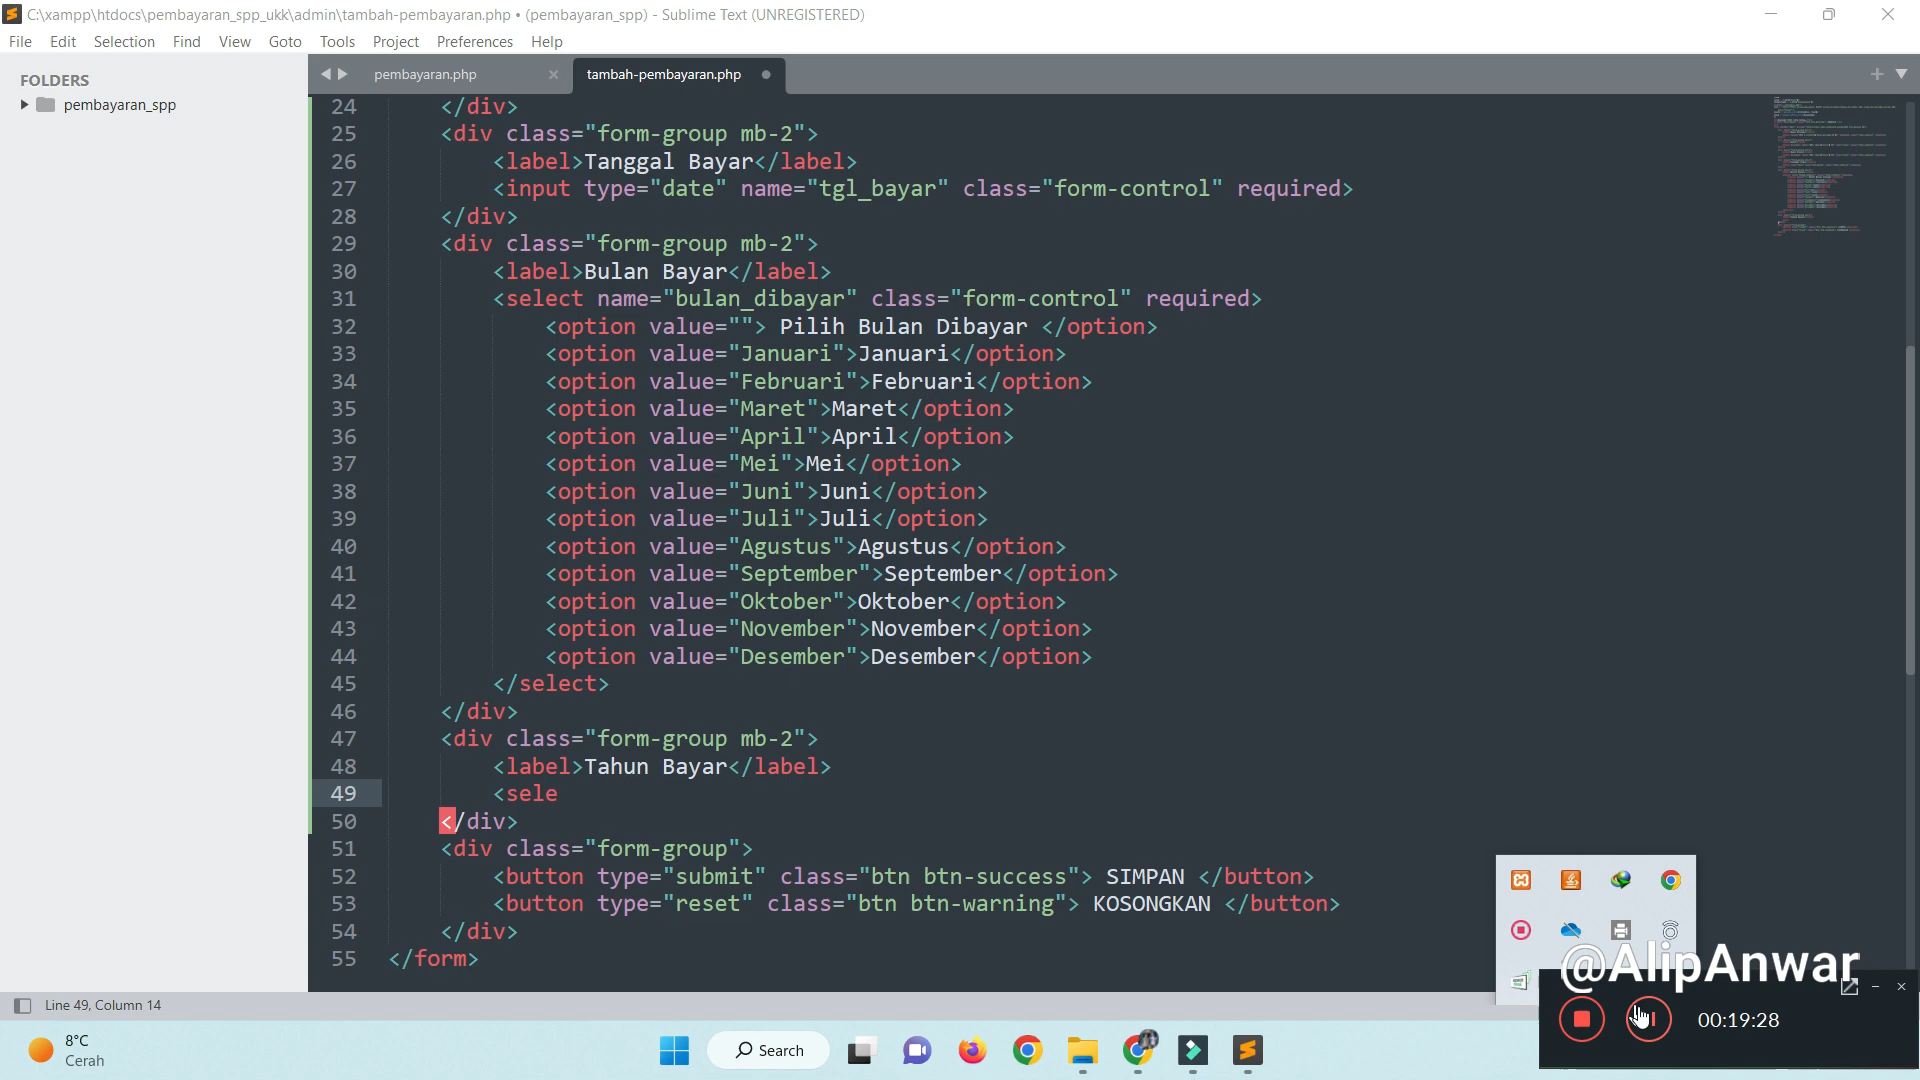 C:\xampp\htdocs\pembayaran_spp_ukk\admin\tambah-pembayaran.php • (pembayaran_spp) - Sublime Text (UNREGISTERED)
File Edit Selection Find View Goto Tools Project Preferences Help
FOLDERS
pembayaran_spp
pembayaran.php
tambah-pembayaran.php
24 </div>
25 <div class="form-group mb-2">
26 <label>Tanggal Bayar</label>
27 <input type="date" name="tgl_bayar" class="form-control" required>
28 </div>
29 <div class="form-group mb-2">
30 <label>Bulan Bayar</label>
31 <select name="bulan_dibayar" class="form-control" required>
32 <option value=""> Pilih Bulan Dibayar </option>
33 <option value="Januari">Januari</option>
34 <option value="Februari">Februari</option>
35 <option value="Maret">Maret</option>
36 <option value="April">April</option>
37 <option value="Mei">Mei</option>
38 <option value="Juni">Juni</option>
39 <option value="Juli">Juli</option>
40 <option value="Agustus">Agustus</option>
41 <option value="September">September</option>
42 <option value="Oktober">Oktober</option>
43 <option value="November">November</option>
44 <option value="Desember">Desember</option>
45 </select>
46 </div>
47 <div class="form-group mb-2">
48 <label>Tahun Bayar</label>
49 <sele
50 </div>
51 <div class="form-group">
52 <button type="submit" class="btn btn-success"> SIMPAN </button>
53 <button type="reset" class="btn btn-warning"> KOSONGKAN </button>
54 </div>
55 </form>
@AlipAnwar
00:19:28
Line 49, Column 14
8°C
Cerah
Search